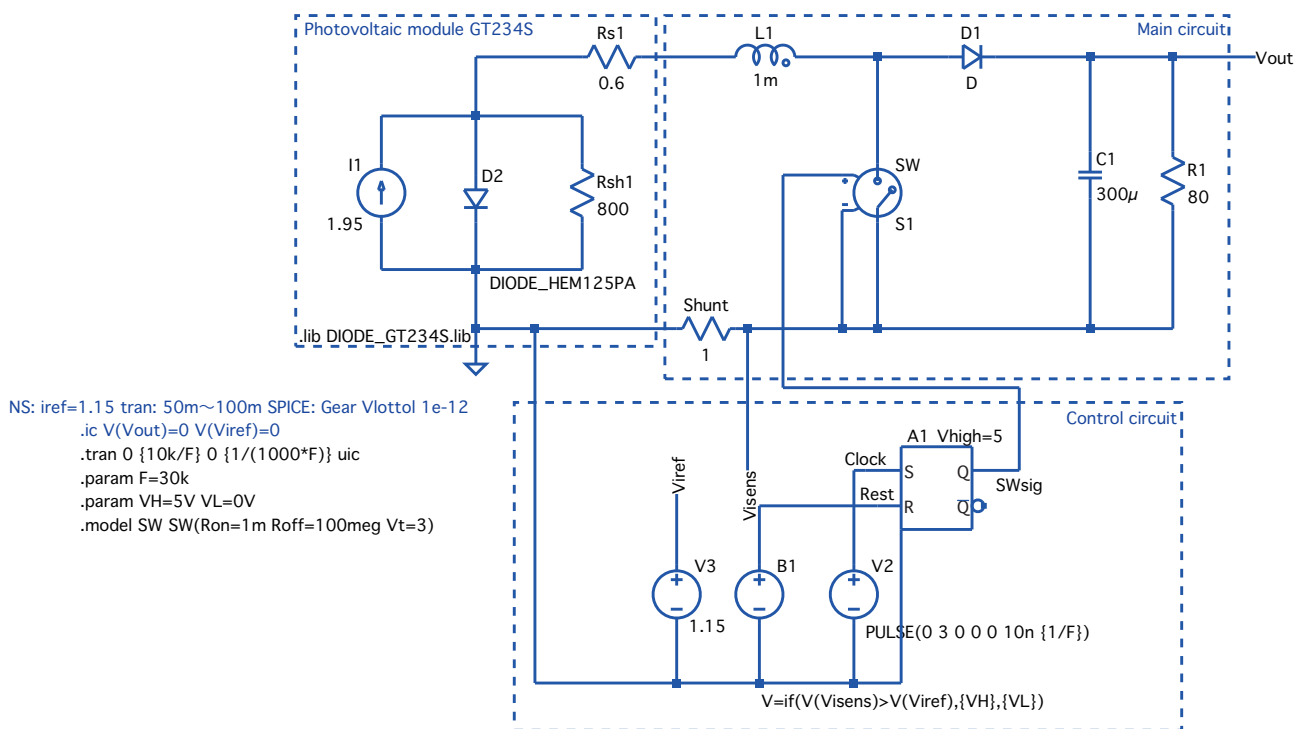 Photovoltaic module GT234S
Main circuit
Rs1
0.6
L1
1m
D1
D
Vout
I1
1.95
D2
Rsh1
800
SW
S1
+
-
C1
300µ
R1
80
DIODE_HEM125PA
.lib DIODE_GT234S.lib
Shunt
1
NS: iref=1.15 tran: 50m～100m SPICE: Gear VIottol 1e-12
.ic V(Vout)=0 V(Viref)=0
.tran 0 {10k/F} 0 {1/(1000*F)} uic
.param F=30k
.param VH=5V VL=0V
.model SW SW(Ron=1m Roff=100meg Vt=3)
Control circuit
A1 Vhigh=5
Clock
S
Q
Rest
R
Q
SWsig
Viref
Visens
V3
+
−
1.15
B1
+
−
V2
+
−
PULSE(0 3 0 0 0 10n {1/F})
V=if(V(Visens)>V(Viref),{VH},{VL})